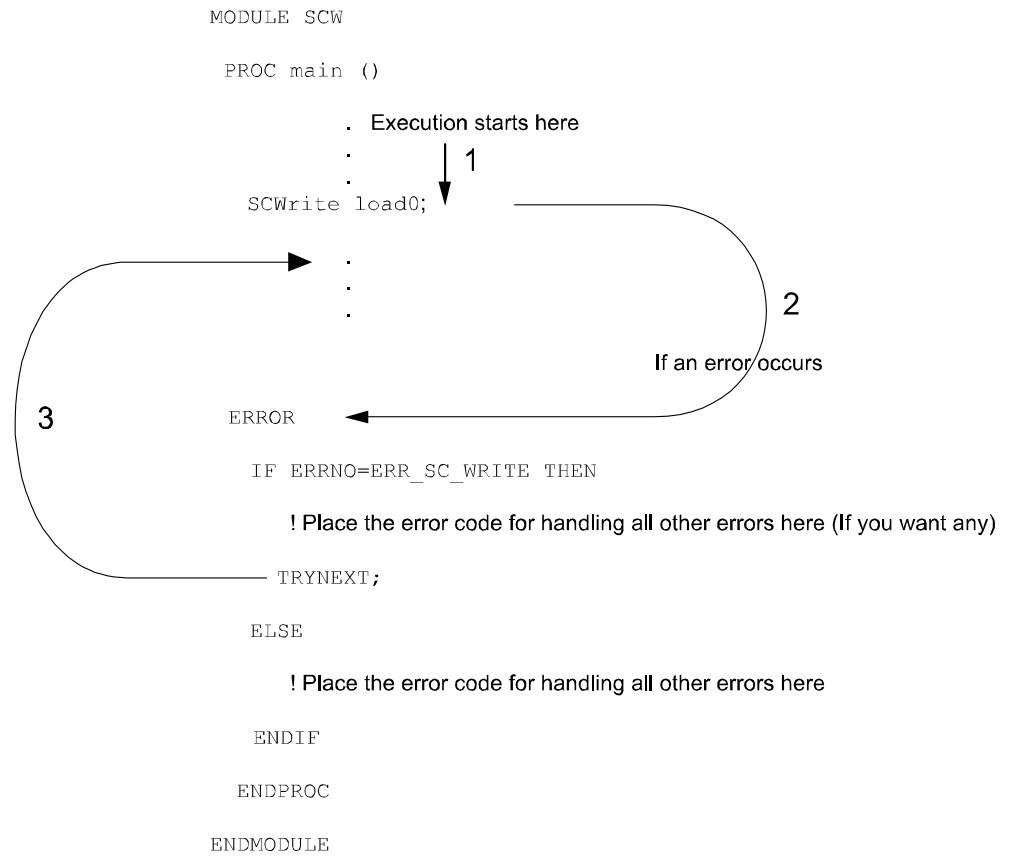 MODULE SCW
PROC main ()
. Execution starts here
.
1
.
SCWrite load0;
.
.
.
2
If an error occurs
3
ERROR
IF ERRNO=ERR_SC_WRITE THEN
! Place the error code for handling all other errors here (If you want any)
TRYNEXT;
ELSE
! Place the error code for handling all other errors here
ENDIF
ENDPROC
ENDMODULE